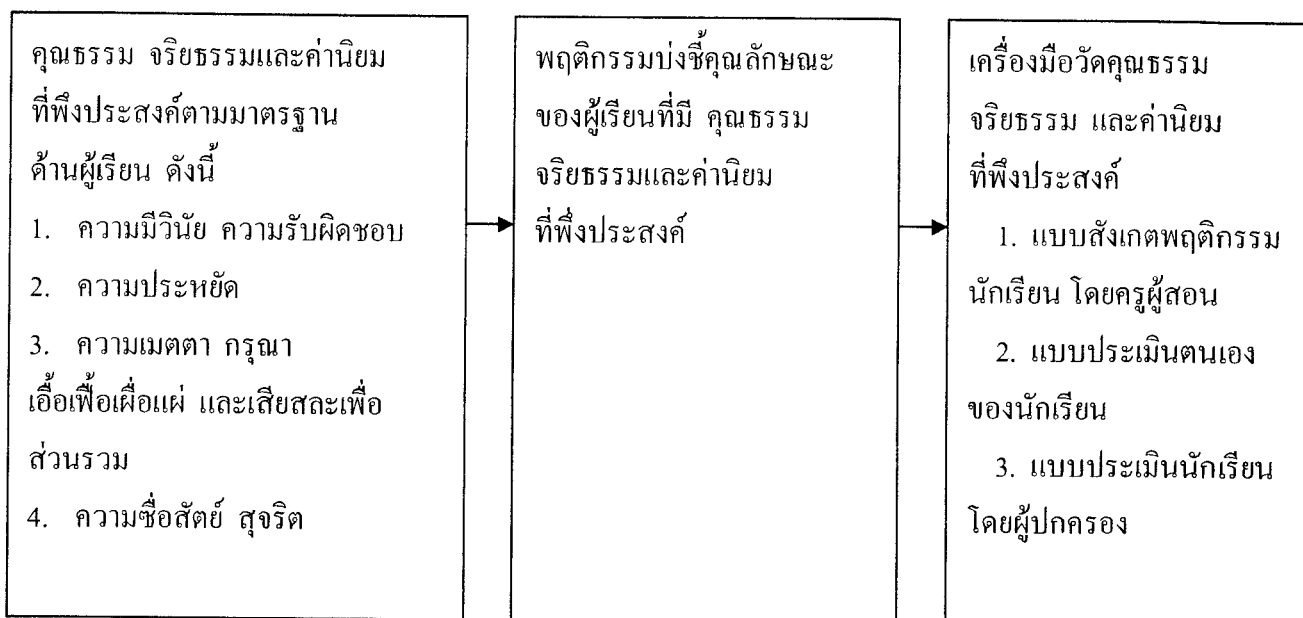 คุณธรรม จริยธรรมและค่านิยม
ที่พึงประสงค์ตามมาตรฐาน
ด้านผู้เรียน ดังนี้
1. ความมีวินัย ความรับผิดชอบ
2. ความประหยัด
3. ความเมตตา กรุณา
เอื้อเฟื้อเผื่อแผ่ และเสียสละเพื่อ
ส่วนรวม
4. ความซื่อสัตย์ สุจริต
พฤติกรรมบ่งชี้คุณลักษณะ
ของผู้เรียนที่มี คุณธรรม
จริยธรรมและค่านิยม
ที่พึ่งประสงค์
เครื่องมือวัดคุณธรรม
จริยธรรม และค่านิยม
ที่พึงประสงค์
1. แบบสังเกตพฤติกรรม
นักเรียน โดยครูผู้สอน
2. แบบประเมินตนเอง
ของนักเรียน
3. แบบประเมินนักเรียน
โดยผู้ปกครอง